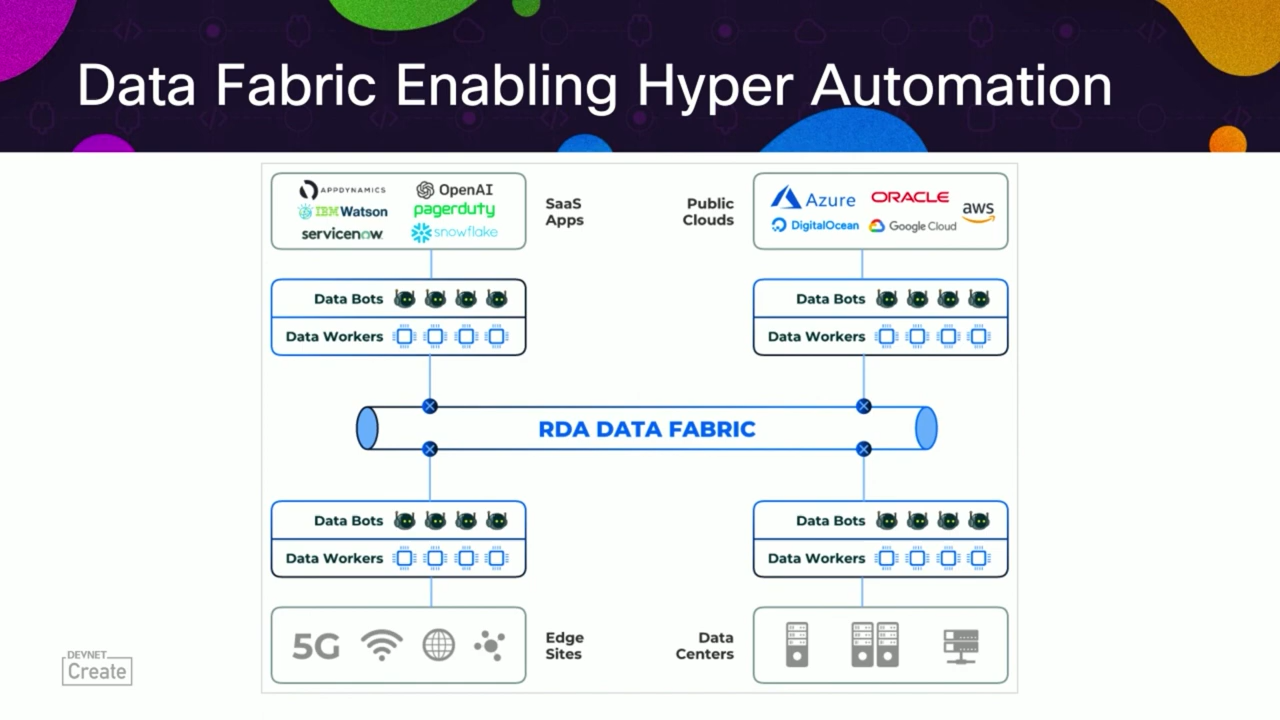 Data Fabric Enabling Hyper Automation
APPDYNAMICS
OpenAI
IBM Watson
pagerduty
servicenow
snowflake
SaaS
Apps
Public
Clouds
Azure
ORACLE
aws
DigitalOcean
Google Cloud
Data Bots
Data Workers
Data Bots
Data Workers
RDA DATA FABRIC
Data Bots
Data Workers
Data Bots
Data Workers
5G
Edge
Sites
Data
Centers
DEVNET
Create